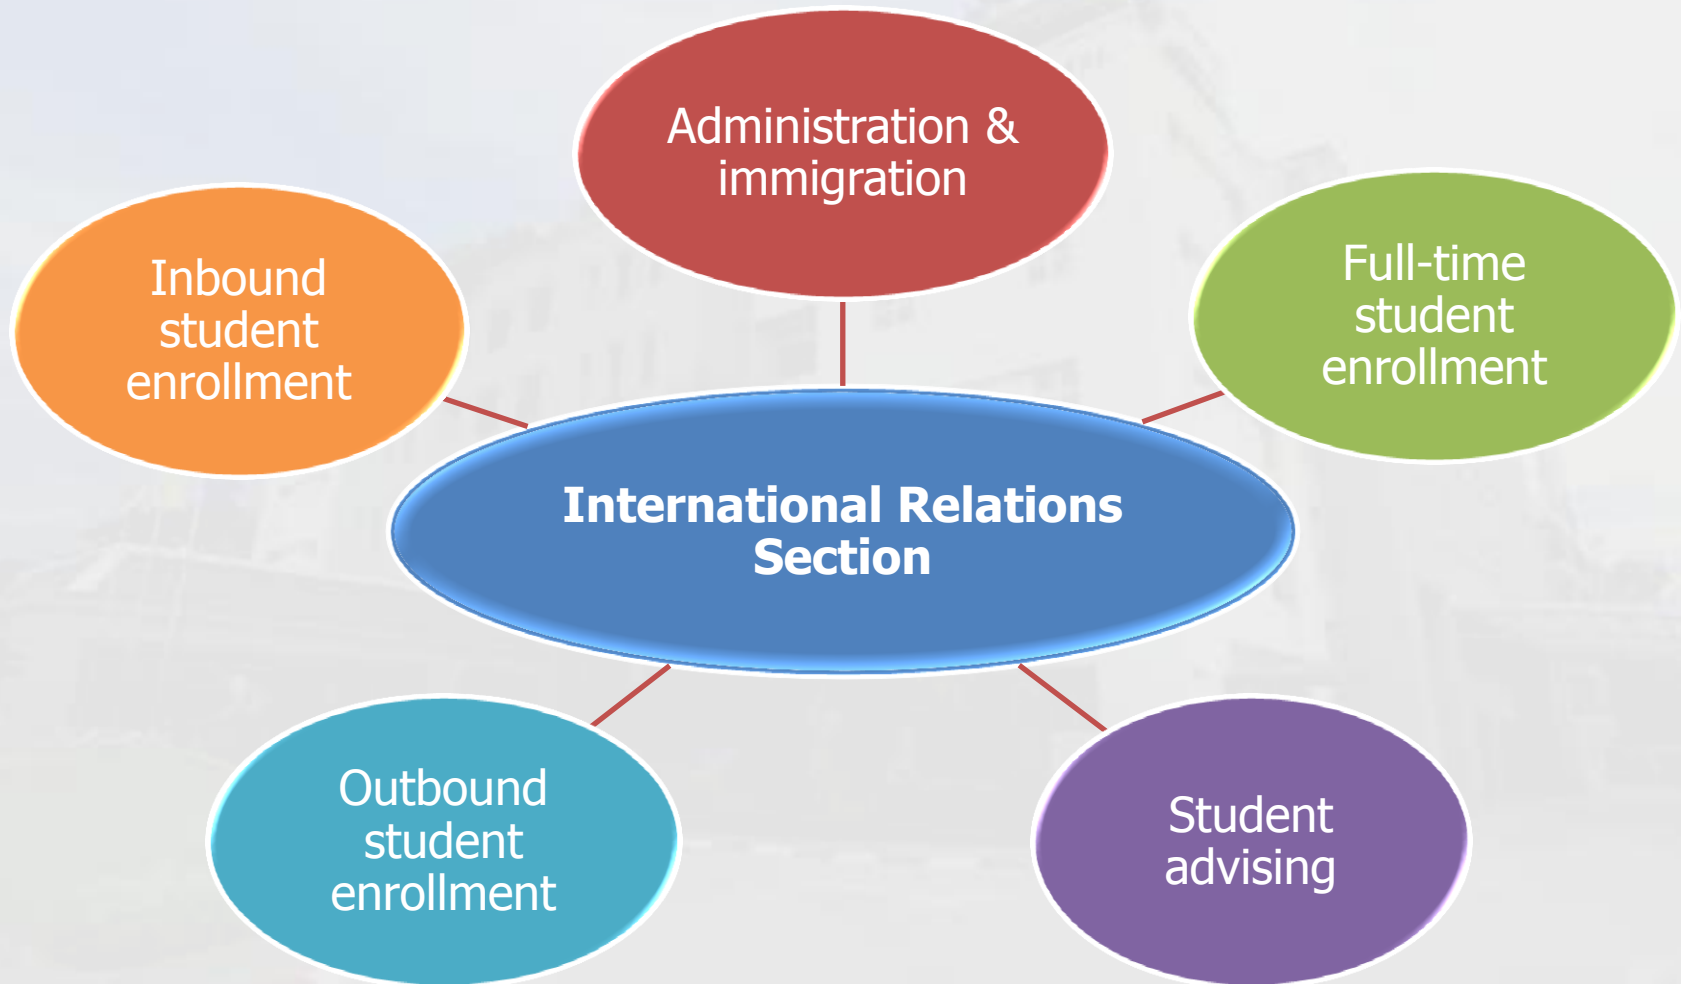 Administration &
immigration
Inbound
student
enrollment
Full-time
student
enrollment
International Relations
Section
Outbound
student
enrollment
Student
advising